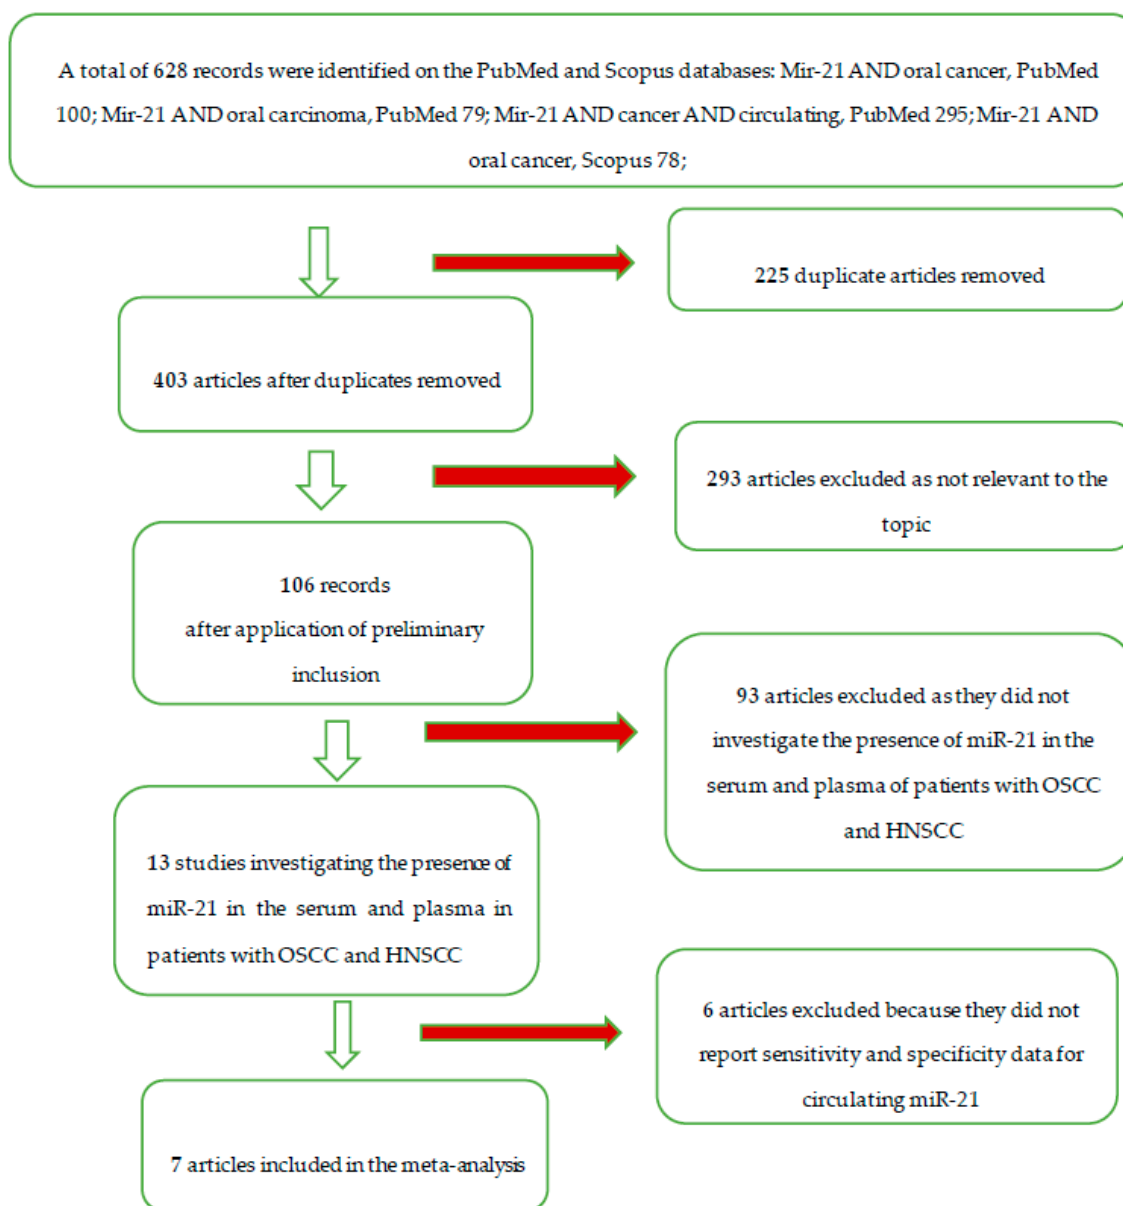 A total of 628 records were identified on the PubMed and Scopus databases: Mir-21 AND oral cancer, PubMed
100; Mir-21 AND oral carcinoma, PubMed 79; Mir-21 AND cancer AND circulating, PubMed 295; Mir-21 AND
oral cancer, Scopus 78;
225 duplicate articles removed
403 articles after duplicates removed
293 articles excluded as not relevant to the
topic
106 records
after application of preliminary
inclusion
93 articles excluded as they did not
investigate the presence of miR-21 in the
serum and plasma of patients with OSCC
and HNSCC
13 studies investigating the presence of
miR-21 in the serum and plasma in
patients with OSCC and HNSCC
6 articles excluded because they did not
report sensitivity and specificity data for
circulating miR-21
7 articles included in the meta-analysis